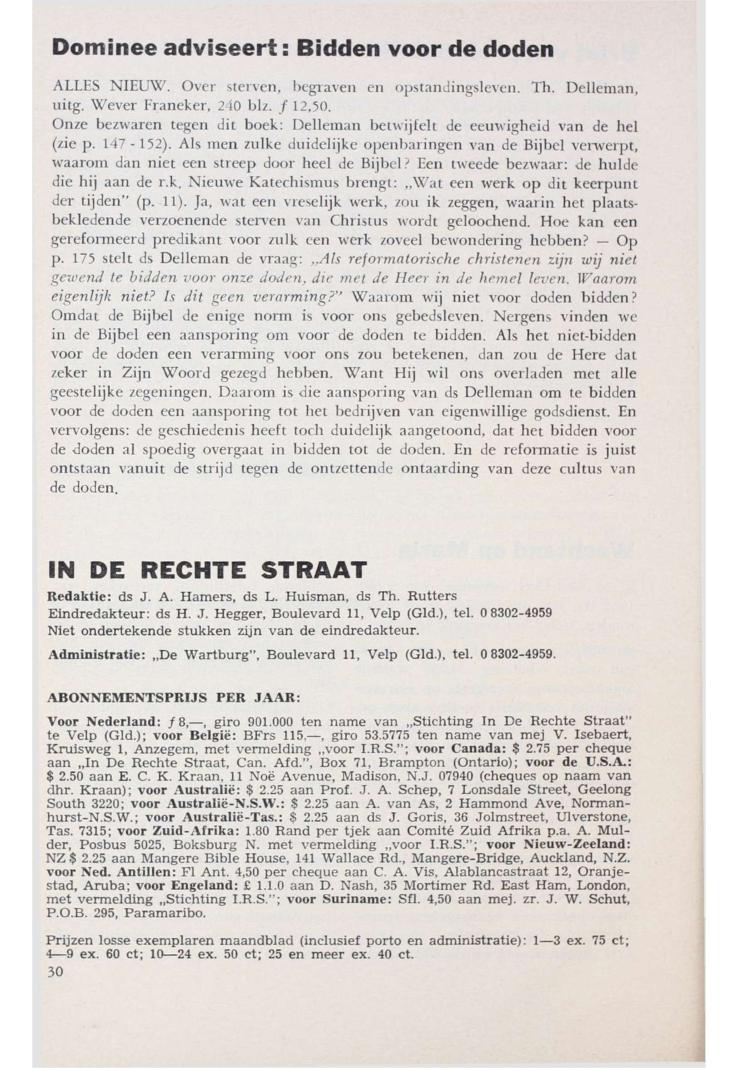 Dominee adviseert: Bidden voor de doden
ALLES NIEUW. Over sterven, begraven en opstandingsleven. Th. Delleman,
uitg. Wever Franeker, 240 blz. ƒ 12,50.
Onze bezwaren tegen dit boek: Delleman betwijfelt de eeuwigheid van de hel
(zie p. 147 - 152). Als men zulke duidelijke openbaringen van de Bijbel verwerpt,
waarom dan niet een streep door heel de Bijbel? Een tweede bezwaar: de hulde
die hij aan de r.k. Nieuwe Katechismus brengt: „Wat een werk op dit keerpunt
der tijden” (p. 11). Ja, wat een vreselijk werk, zou ik zeggen, waarin het plaats-
bekledende verzoenende sterven van Christus wordt geloochend. Hoe kan een
gereformeerd predikant voor zulk een werk zoveel bewondering hebben? — Op
p. 175 stelt ds Delleman de vraag: „Als reformatorische christenen zijn wij niet
gewend te bidden voor onze doden, die met de Heer in de hemel leven. Waarom
eigenlijk niet? Is dit geen verarming?” Waarom wij niet voor doden bidden?
Omdat de Bijbel de enige norm is voor ons gebedsleven. Nergens vinden we
in de Bijbel een aansporing om voor de doden te bidden. Als het niet-bidden
voor de doden een verarming voor ons zou betekenen, dan zou de Here dat
zeker in Zijn Woord gezegd hebben. Want Hij wil ons overladen met alle
geestelijke zegeningen. Daarom is die aansporing van ds Delleman om te bidden
voor de doden een aansporing tot het bedrijven van eigenwillige godsdienst. En
vervolgens: de geschiedenis heeft toch duidelijk aangetoond, dat het bidden voor
de doden al spoedig overgaat in bidden tot de doden. En de reformatie is juist
ontstaan vanuit de strijd tegen de ontzettende ontaarding van deze cultus van
de doden.
IN DE RECHTE STRAAT
Redaktie: ds J. A. Hamers, ds L. Huisman, ds Th. Rutters
Eindredakteur: ds H. J. Hegger, Boulevard 11, Velp (Gld.), tel. 0 8302-4959
Niet ondertekende stukken zijn van de eindredakteur.
Administratie: „De Wartburg”, Boulevard 11, Velp (Gld.), tel. 0 8302-4959.
ABONNEMENTSPRIJS PER JAAR:
Voor Nederland: ƒ 8,—, giro 901.000 ten name van „Stichting In De Rechte Straat”
te Velp (Gld.); voor België: BFrs 115,—, giro 53.5775 ten name van mej V. Isebaert,
Kruisweg 1, Anzegem, met vermelding „voor I.R.S.”; voor Canada: $ 2.75 per cheque
aan „In De Rechte Straat, Can. Afd.”, Box 71, Brampton (Ontario); voor de U.S.A.:
$ 2.50 aan E. C. K. Kraan, 11 Noë Avenue, Madison, N.J. 07940 (cheques op naam van
dhr. Kraan); voor Australië: $ 2.25 aan Prof. J. A. Schep, 7 Lonsdale Street, Geelong
South 3220; voor Australië-N.S.W.: $ 2.25 aan A. van As, 2 Hammond Ave, Norman-
hurst-N.S.W.; voor Australië-Tas.: $ 2.25 aan ds J. Goris, 36 Jolmstreet, Ulverstone,
Tas. 7315; voor Zuid-Afrika: 1.80 Rand per tjek aan Comité Zuid Afrika p.a. A. Mul-
der, Posbus 5025, Boksburg N. met vermelding „voor I.R.S.”; voor Nieuw-Zeeland:
NZ $ 2.25 aan Mangere Bible House, 141 Wallace Rd., Mangere-Bridge, Auckland, N.Z.
voor Ned. Antillen: Fl Ant. 4,50 per cheque aan C. A. Vis, Alablancastraat 12, Oranje-
stad, Aruba; voor Engeland: £ 1.1.0 aan D. Nash, 35 Mortimer Rd. East Ham, London,
met vermelding „Stichting I.R.S.”; voor Suriname: Sfl. 4,50 aan mej. zr. J. W. Schut,
P.O.B. 295, Paramaribo.
Prijzen losse exemplaren maandblad (inclusief porto en administratie): 1—3 ex. 75 ct;
4—9 ex. 60 ct; 10—24 ex. 50 ct; 25 en meer ex. 40 ct.
30